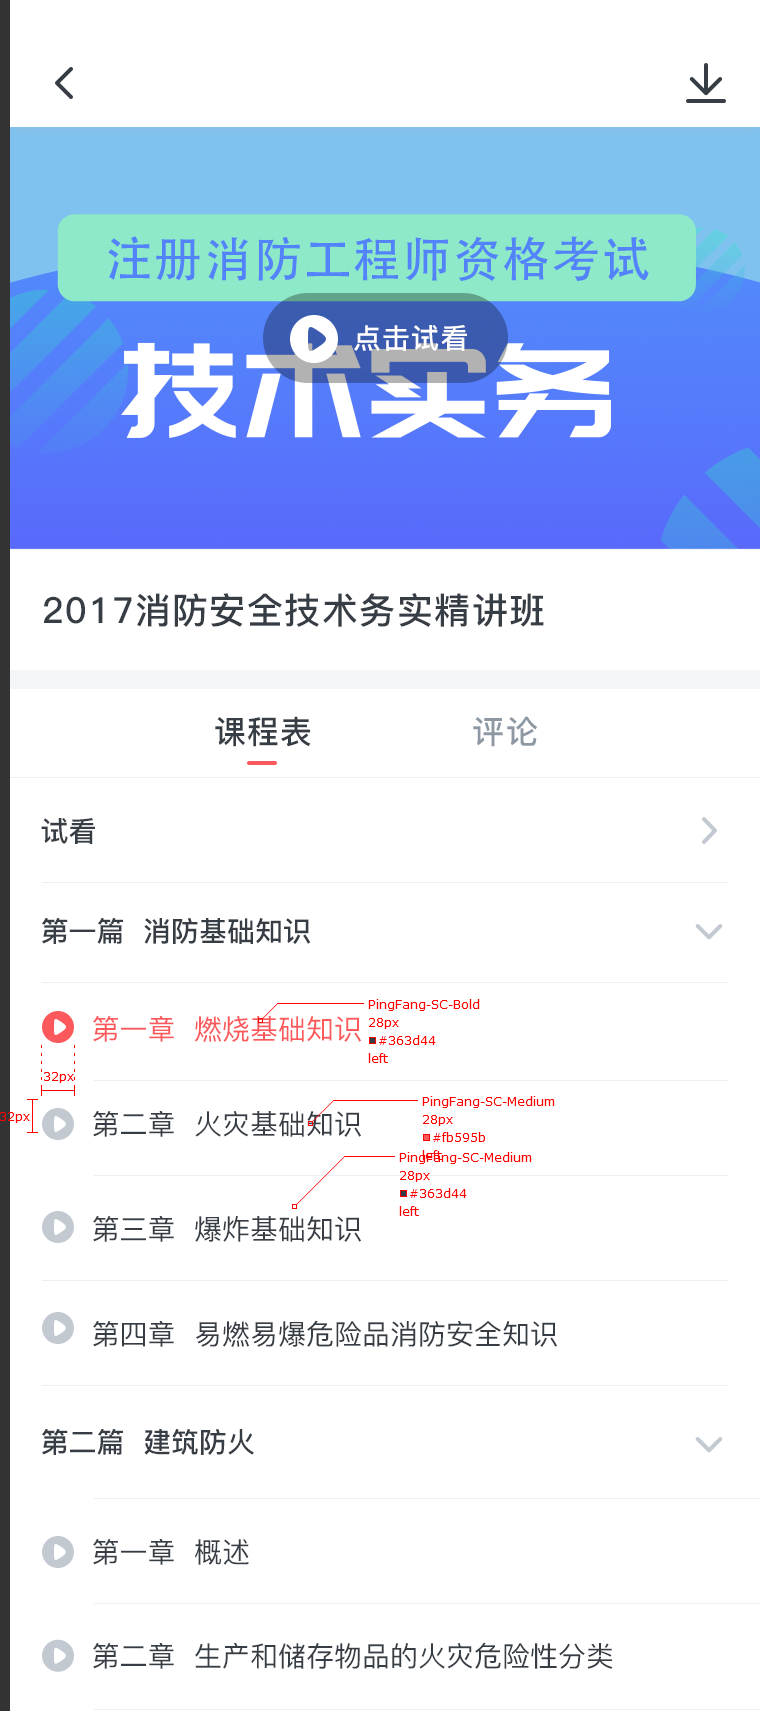 注册消防工程师资格考试
点击试看
技术实务
2017消防安全技术务实精讲班
课程表
评论
试看
第一篇 消防基础知识
PingFang-SC-Bold
28px
#363d44
left
第一章 燃烧基础知识
32px
32px
PingFang-SC-Medium
28px
#fb595b
left
第二章 火灾基础知识
PingFang-SC-Medium
28px
#363d44
left
第三章 爆炸基础知识
第四章 易燃易爆危险品消防安全知识
第二篇 建筑防火
第一章 概述
第二章 生产和储存物品的火灾危险性分类